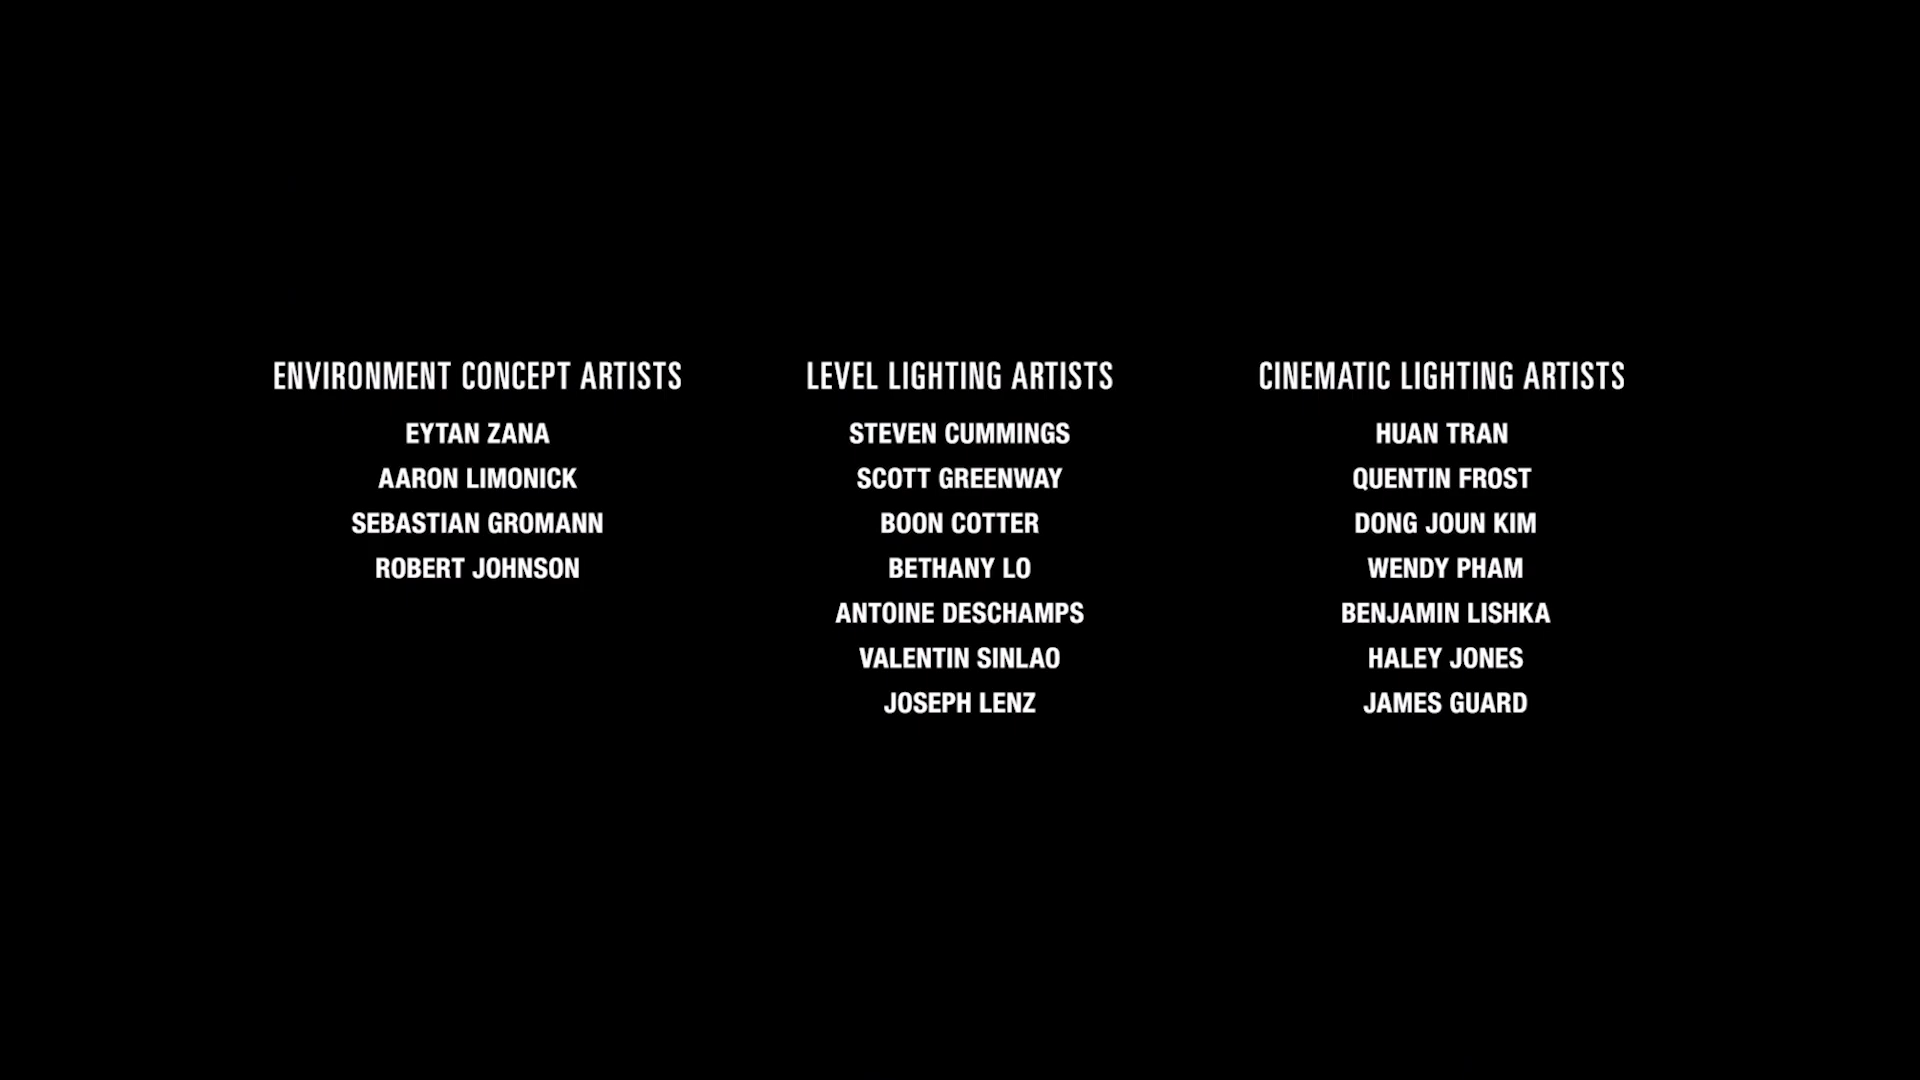 ENVIRONMENT CONCEPT ARTISTS
EYTAN ZANA
AARON LIMONICK
SEBASTIAN GROMANN
ROBERT JOHNSON
LEVEL LIGHTING ARTISTS
STEVEN CUMMINGS
SCOTT GREENWAY
BOON COTTER
BETHANY LO
ANTOINE DESCHAMPS
VALENTIN SINLAO
JOSEPH LENZ
CINEMATIC LIGHTING ARTISTS
HUAN TRAN
QUENTIN FROST
DONG JOUN KIM
WENDY PHAM
BENJAMIN LISHKA
HALEY JONES
JAMES GUARD